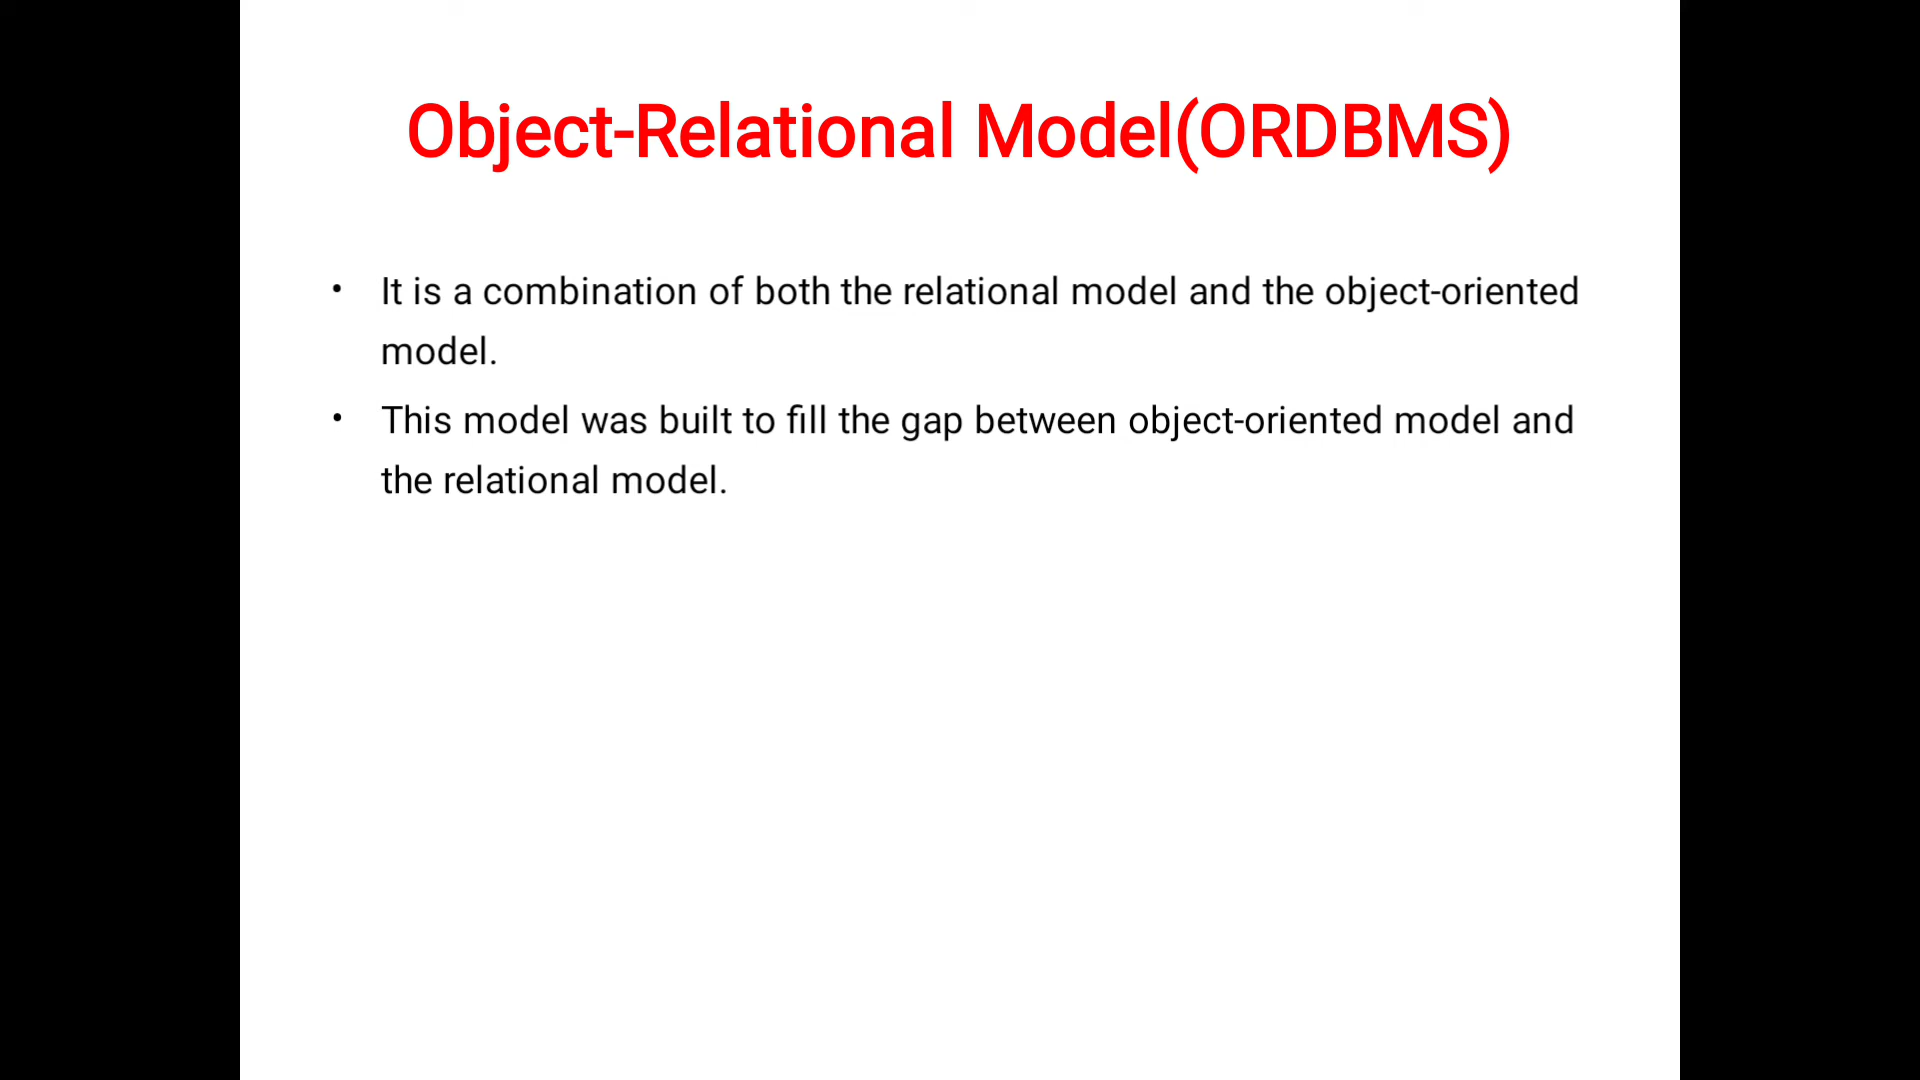 Object-Relational Model(ORDBMS)
• It is a combination of both the relational model and the object-oriented
model.
• This model was built to fill the gap between object-oriented model and
the relational model.